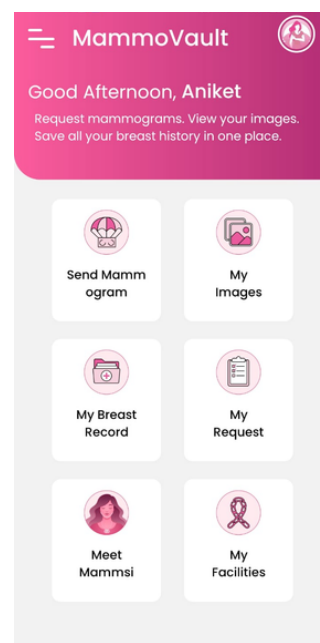 MammoVault
Good Afternoon, Aniket
Request mammograms. View your images.
Save all your breast history in one place.
Send Mamm
ogram
My
Images
My Breast
Record
My
Request
Meet
Mammsi
My
Facilities